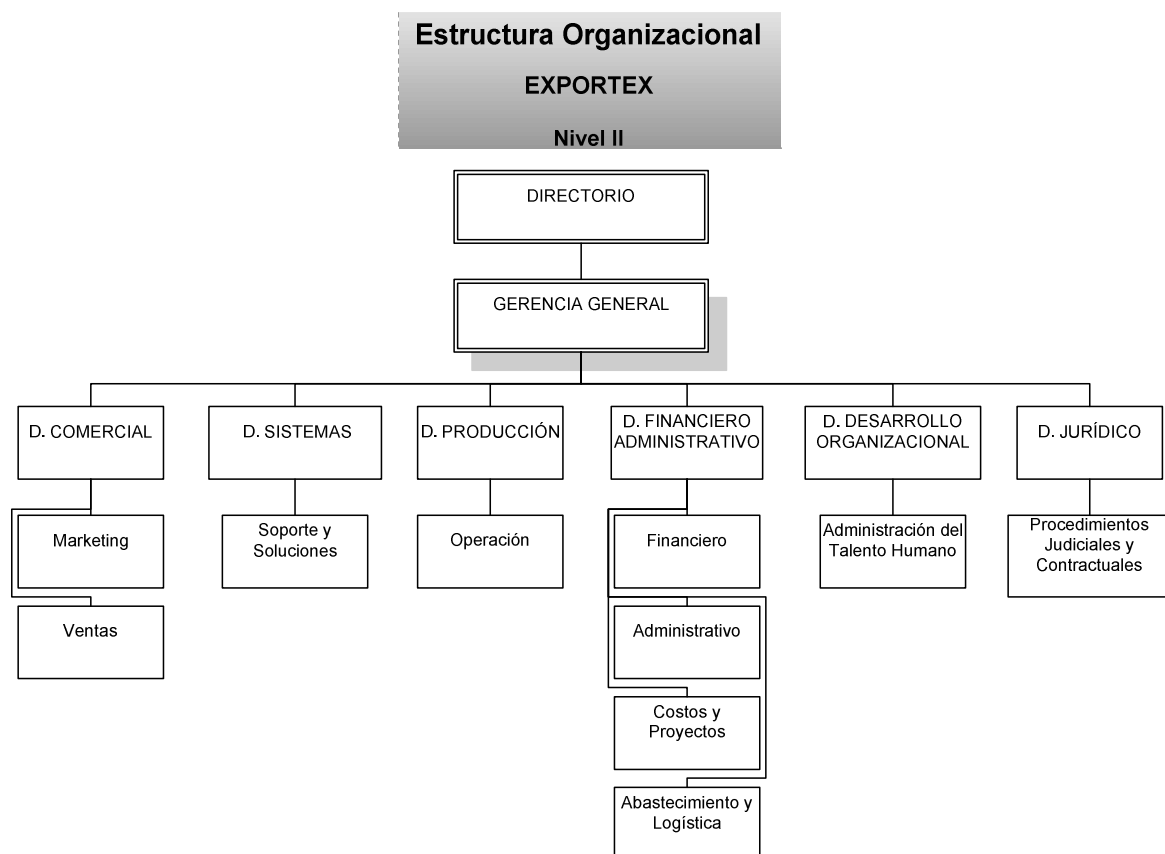 Estructura Organizacional
EXPORTEX
Nivel II
DIRECTORIO
GERENCIA GENERAL
D. COMERCIAL
D. SISTEMAS
D. PRODUCCIÓN
D. FINANCIERO
ADMINISTRATIVO
D. DESARROLLO
ORGANIZACIONAL
D. JURÍDICO
Marketing
Soporte y
Soluciones
Operación
Financiero
Administración del
Talento Humano
Procedimientos
Judiciales y
Contractuales
Ventas
Administrativo
Costos y
Proyectos
Abastecimiento y
Logística